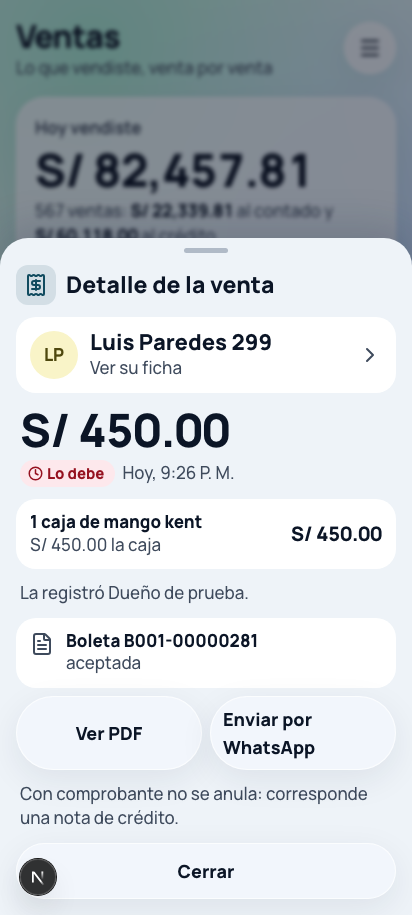 Ventas
Lo que vendiste, venta por venta
Hoy vendiste
S/ 82,457.81
567 ventas: S/ 22,339.81 al contado y
S/ 60,118.00 al crédito
Detalle de la venta
LP
Luis Paredes 299
Ver su ficha
S/ 450.00
Lo debe
Hoy, 9:26 P. M.
1 caja de mango kent
S/ 450.00 la caja
S/ 450.00
La registró Dueño de prueba.
Boleta B001-00000281
aceptada
Ver PDF
Enviar por
WhatsApp
Con comprobante no se anula: corresponde
una nota de crédito.
N
Cerrar